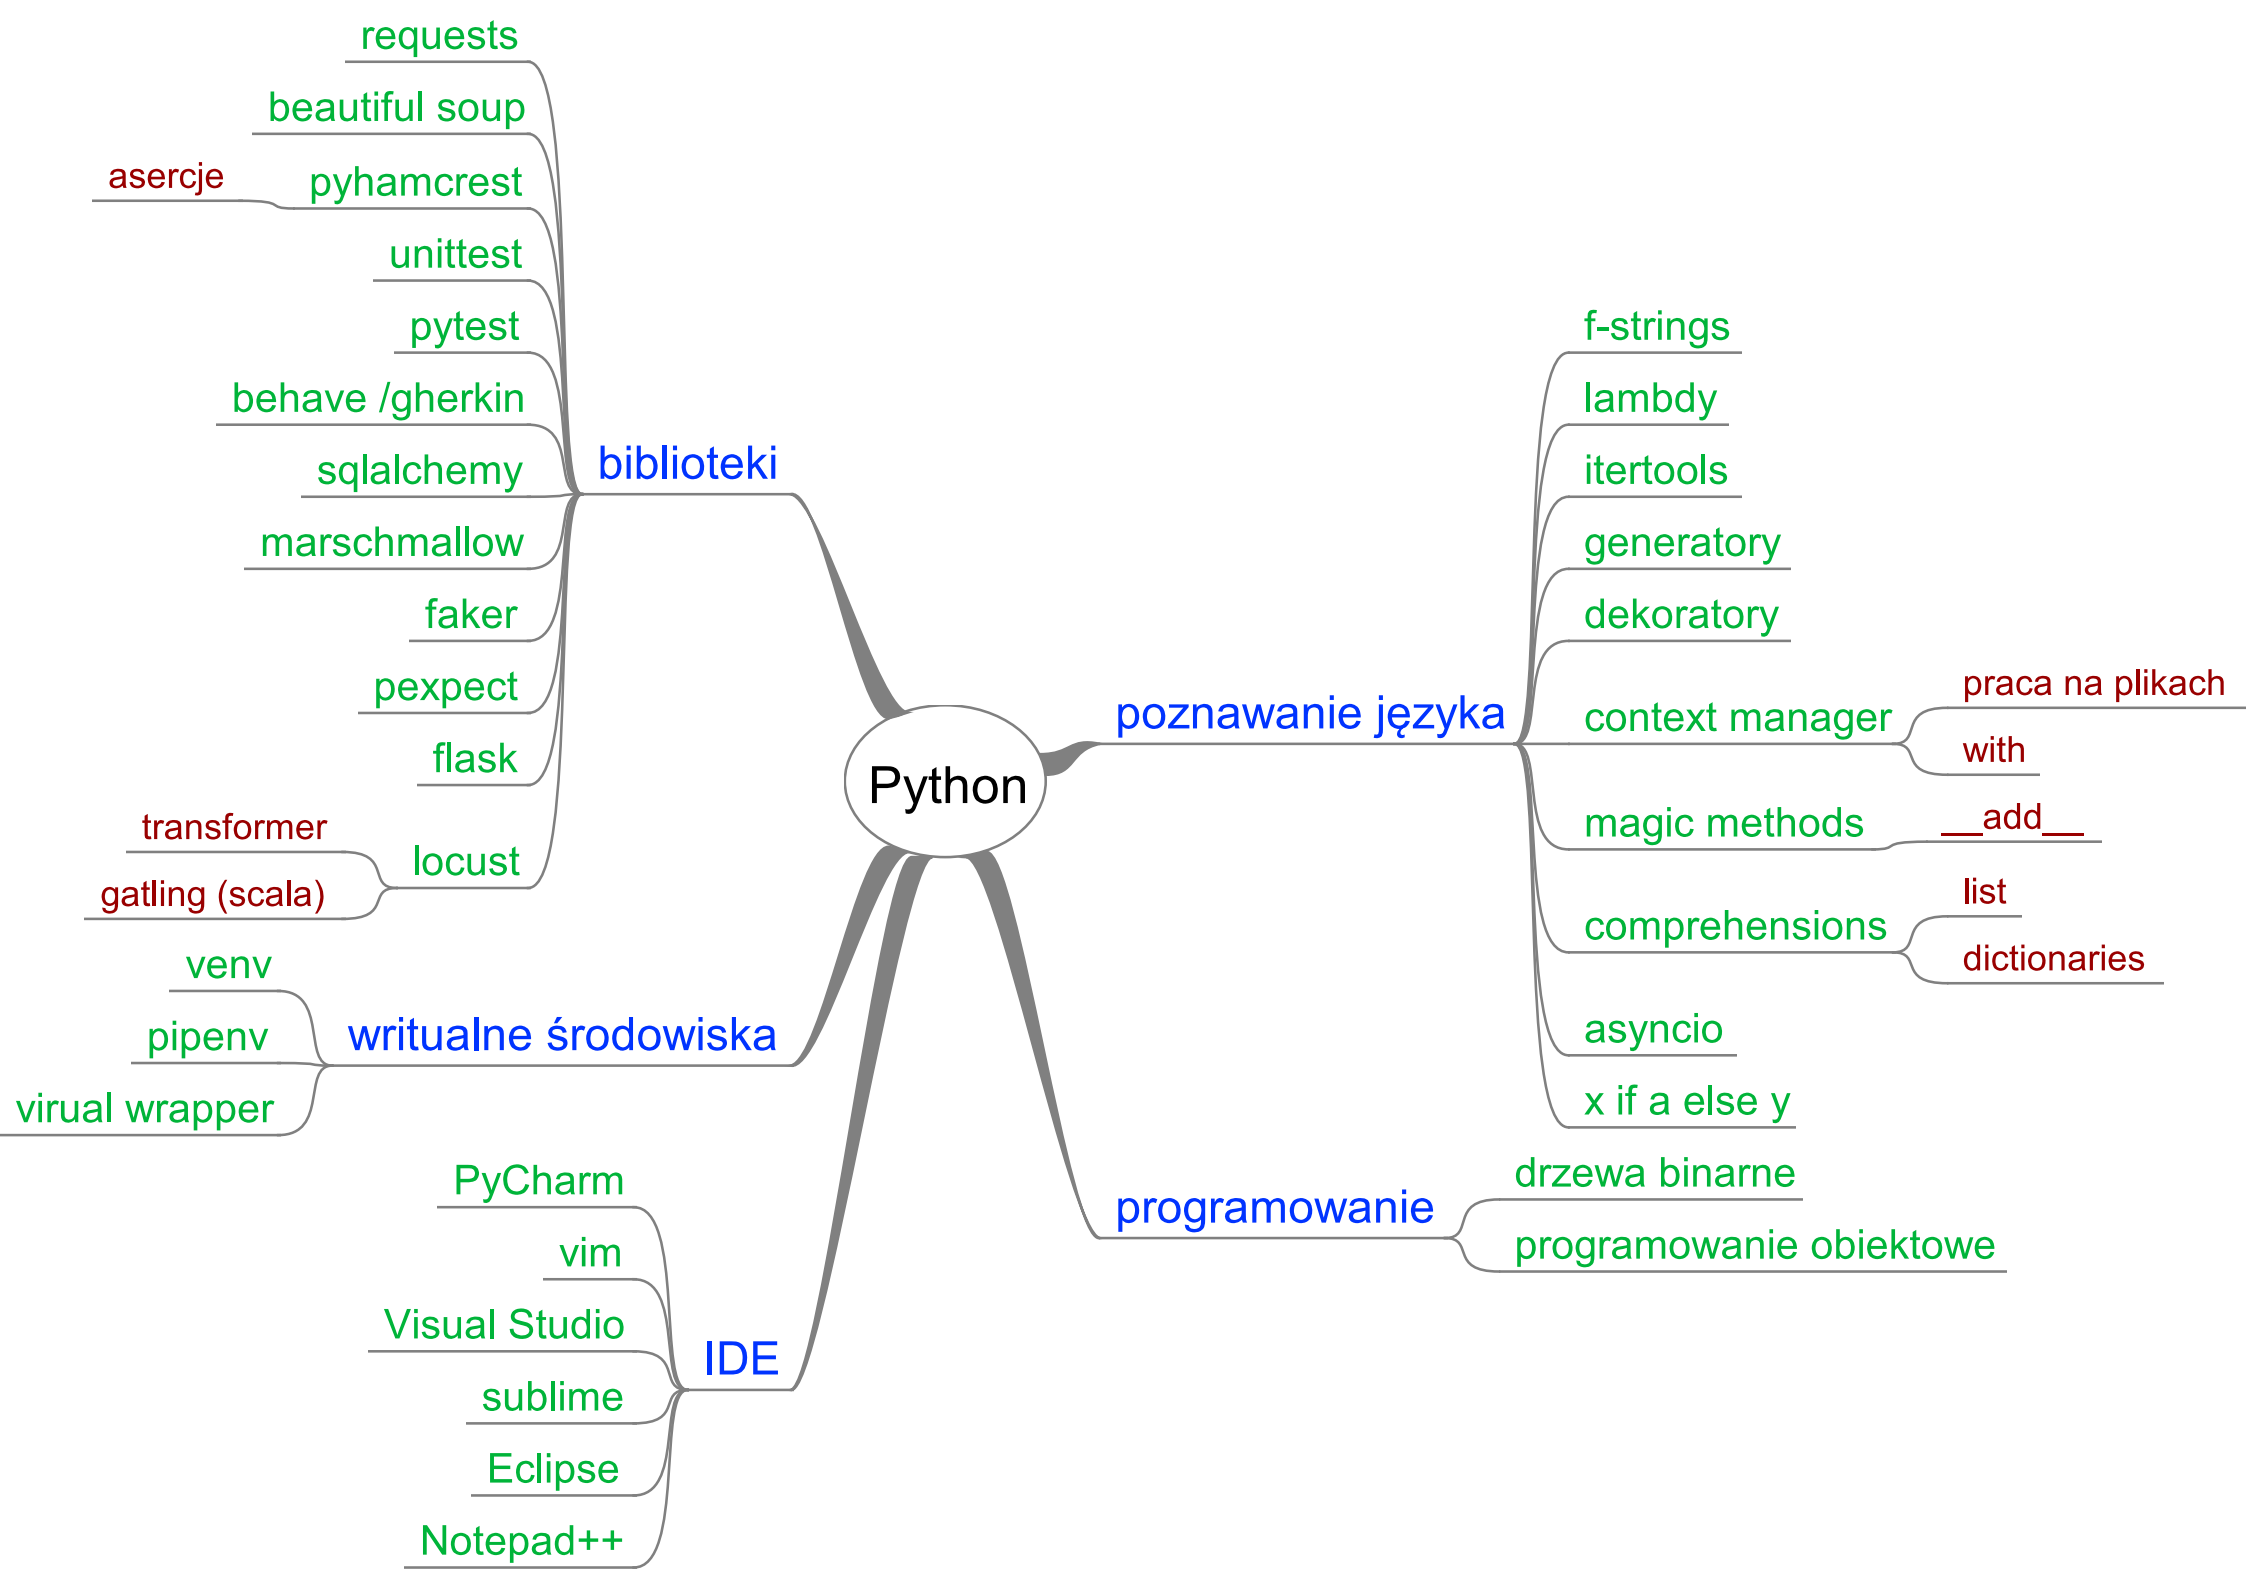 Python
poznawanie języka
f-strings
lambdy
itertools
generatory
dekoratory
context manager
praca na plikach
with
magic methods
__add__
comprehensions
list
dictionaries
asyncio
x if a else y
programowanie
drzewa binarne
programowanie obiektowe
biblioteki
requests
beautiful soup
pyhamcrest
asercje
unittest
pytest
behave /gherkin
sqlalchemy
marschmallow
faker
pexpect
flask
locust
transformer
gatling (scala)
writualne środowiska
venv
pipenv
virual wrapper
IDE
PyCharm
vim
Visual Studio
sublime
Eclipse
Notepad++